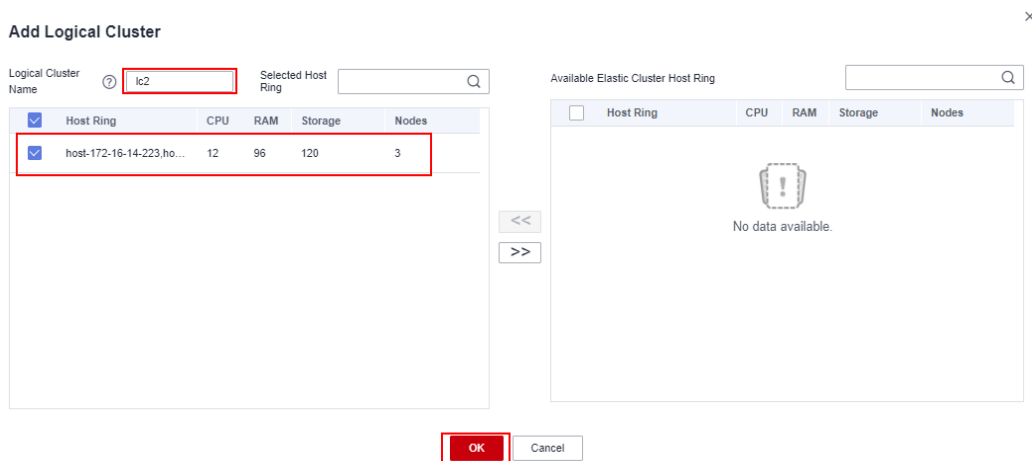 Add Logical Cluster
Logical Cluster Name ? lc2 Selected Host Ring
Host Ring CPU RAM Storage Nodes
host-172-16-14-223,ho... 12 96 120 3
<<
>>
Available Elastic Cluster Host Ring
Host Ring CPU RAM Storage Nodes
No data available.
OK Cancel